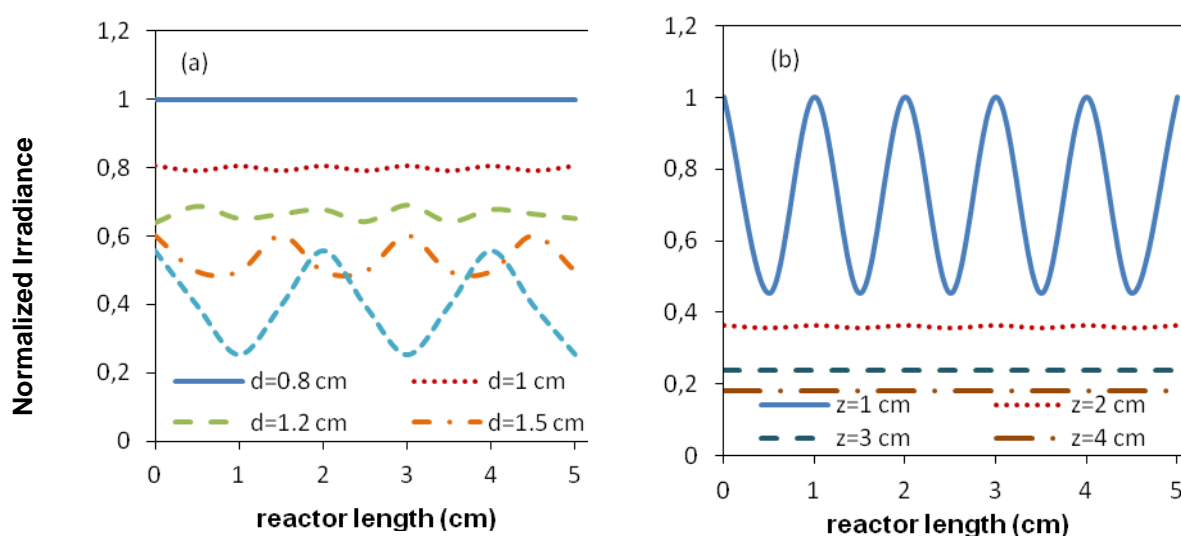 Normalized Irradiance
(a)
1,2
1
0,8
0,6
0,4
0,2
0
d=0.8 cm
d=1 cm
d=1.2 cm
d=1.5 cm
0 1 2 3 4 5
reactor length (cm)
(b)
1,2
1
0,8
0,6
0,4
0,2
0
z=1 cm
z=2 cm
z=3 cm
z=4 cm
0 1 2 3 4 5
reactor length (cm)